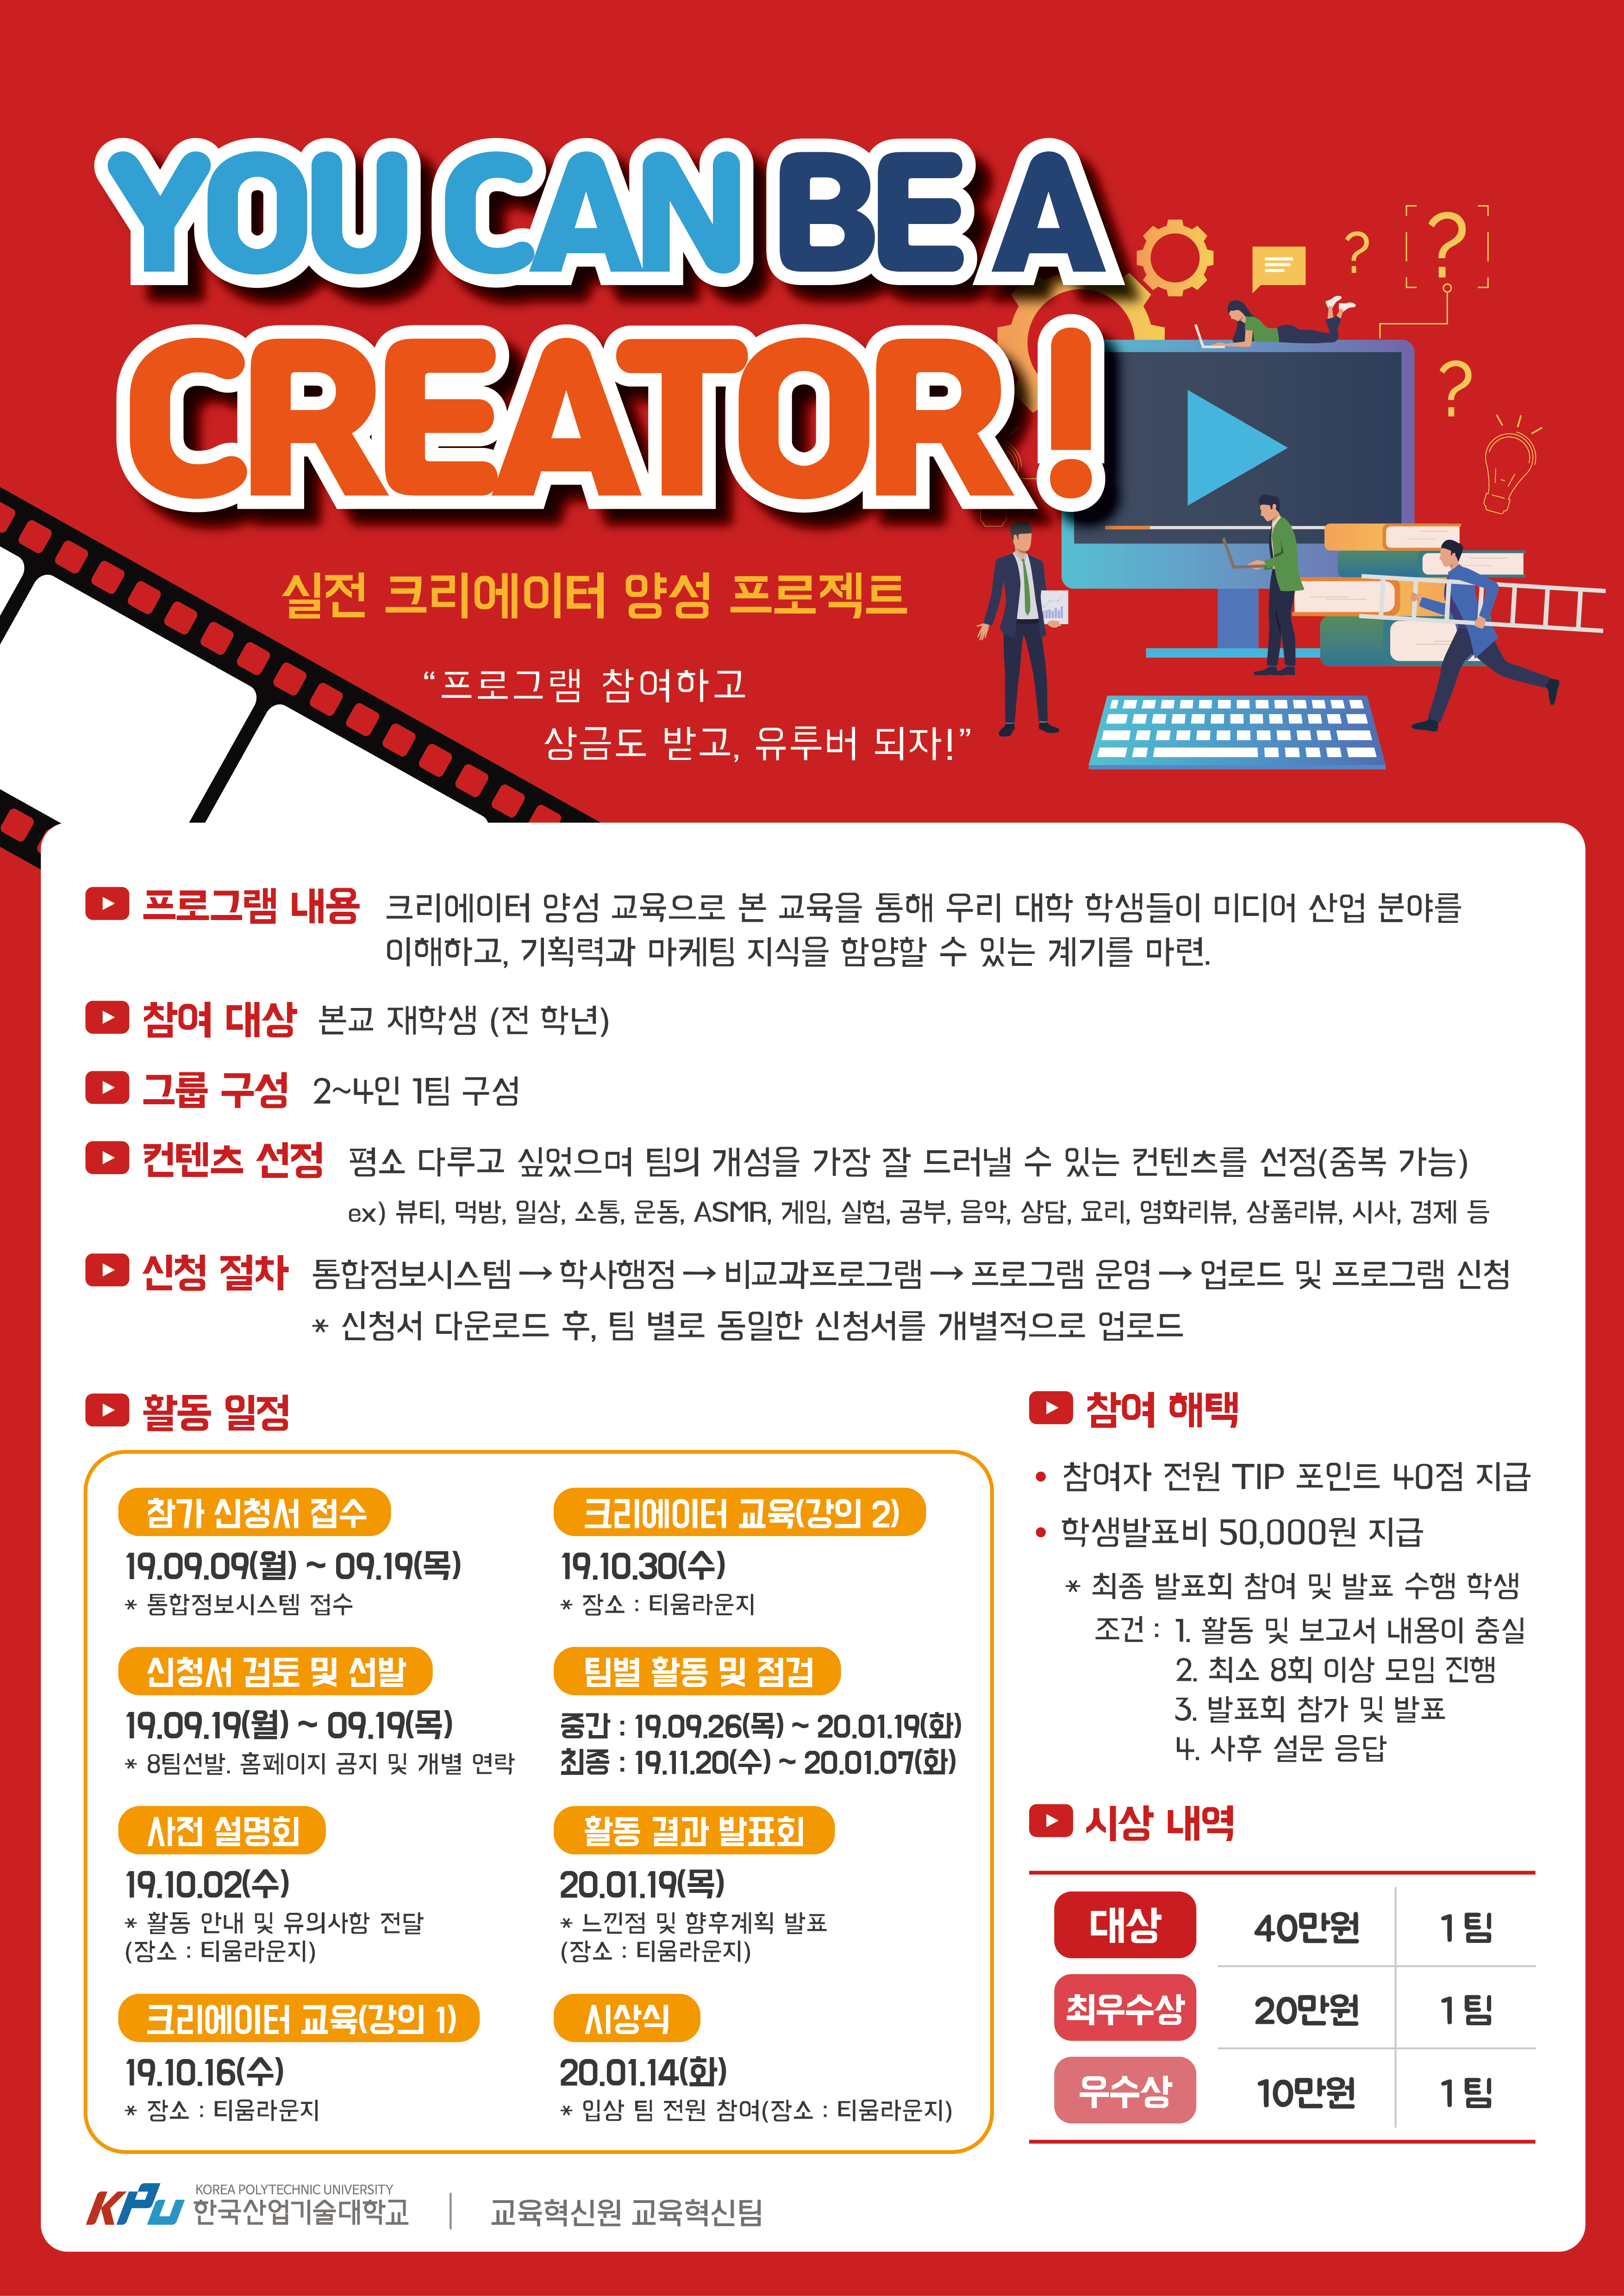 YOU CAN BE A
CREATOR!
실전 크리에이터 양성 프로젝트
“프로그램 참여하고
상금도 받고, 유투버 되자!”
프로그램 내용 크리에이터 양성 교육으로 본 교육을 통해 우리 대학 학생들이 미디어 산업 분야를
이해하고, 기획력과 마케팅 지식을 함양할 수 있는 계기를 마련.
참여 대상 본교 재학생 (전 학년)
그룹 구성 2~4인 1팀 구성
컨텐츠 선정 평소 다루고 싶었으며 팀의 개성을 가장 잘 드러낼 수 있는 컨텐츠를 선정(중복 가능)
ex) 뷰티, 먹방, 일상, 소통, 운동, ASMR, 게임, 실험, 공부, 음악, 상담, 요리, 영화리뷰, 상품리뷰, 시사, 경제 등
신청 절차 통합정보시스템 → 학사행정 → 비교과프로그램 → 프로그램 운영 → 업로드 및 프로그램 신청
* 신청서 다운로드 후, 팀 별로 동일한 신청서를 개별적으로 업로드
활동 일정
참가 신청서 접수
19.09.09(월) ~ 09.19(목)
* 통합정보시스템 접수
신청서 검토 및 선발
19.09.19(월) ~ 09.19(목)
* 8팀선발. 홈페이지 공지 및 개별 연락
사전 설명회
19.10.02(수)
* 활동 안내 및 유의사항 전달
(장소 : 티움라운지)
크리에이터 교육(강의 1)
19.10.16(수)
* 장소 : 티움라운지
크리에이터 교육(강의 2)
19.10.30(수)
* 장소 : 티움라운지
팀별 활동 및 점검
중간 : 19.09.26(목) ~ 20.01.19(화)
최종 : 19.11.20(수) ~ 20.01.07(화)
활동 결과 발표회
20.01.19(목)
* 느낀점 및 향후계획 발표
(장소 : 티움라운지)
시상식
20.01.14(화)
* 입상 팀 전원 참여(장소 : 티움라운지)
참여 해택
• 참여자 전원 TIP 포인트 40점 지급
• 학생발표비 50,000원 지급
* 최종 발표회 참여 및 발표 수행 학생
조건 : 1. 활동 및 보고서 내용이 충실
2. 최소 8회 이상 모임 진행
3. 발표회 참가 및 발표
4. 사후 설문 응답
시상 내역
대상 40만원 1 팀
최우수상 20만원 1 팀
우수상 10만원 1 팀
KPU KOREA POLYTECHNIC UNIVERSITY
한국산업기술대학교 | 교육혁신원 교육혁신팀